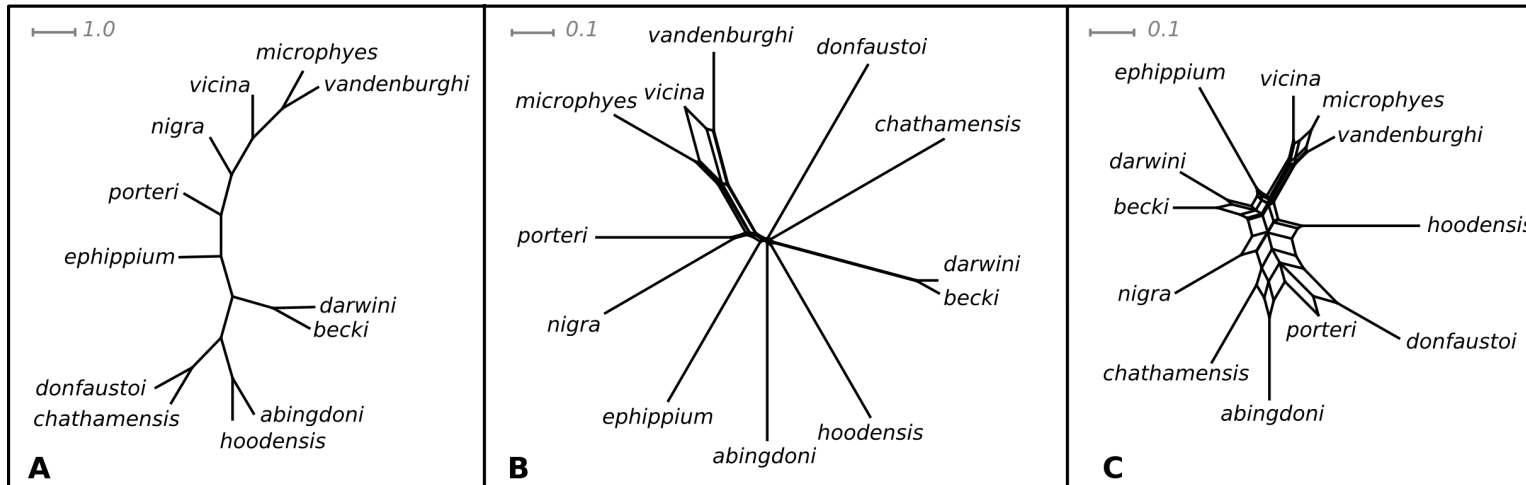 1.0
microphyes
vicina
vandenburghi
nigra
porteri
ephippium
darwini
becki
donfaustoi
chathamensis
abingdoni
hoodensis
A
0.1
vandenburghi
donfaustoi
microphyes
vicina
chathamensis
porteri
darwini
becki
nigra
ephippium
hoodensis
abingdoni
B
0.1
ephippium
vicina
microphyes
vandenburghi
darwini
becki
hoodensis
nigra
porteri
donfaustoi
chathamensis
abingdoni
C